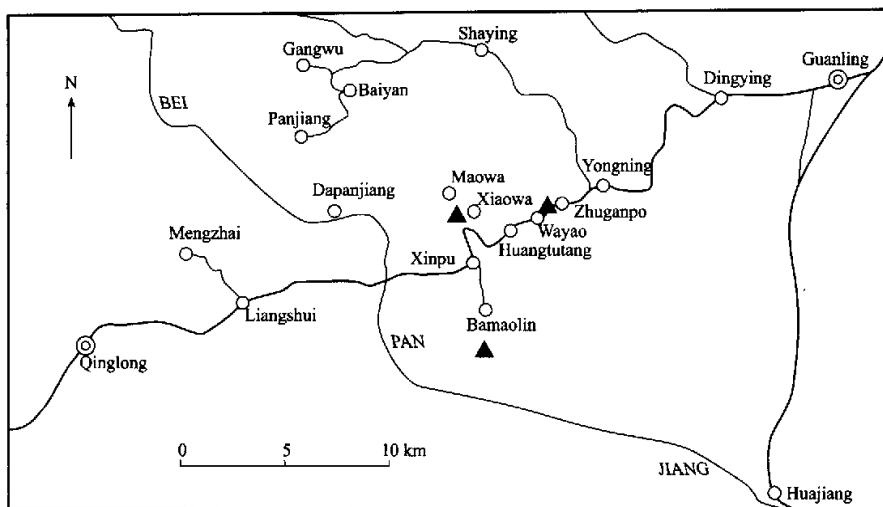 Shaying
Gangwu
Guanling
N
Baiyan
Dingying
BEI
Panjiang
Yongning
Maowa
Dapanjiang
Xiaowa
Zhuganpo
Wayao
Mengzhai
Huangtutang
Xinpu
Liangshui
Bamaolin
PAN
Qinglong
0 5 10 km
JIANG
Huajiang